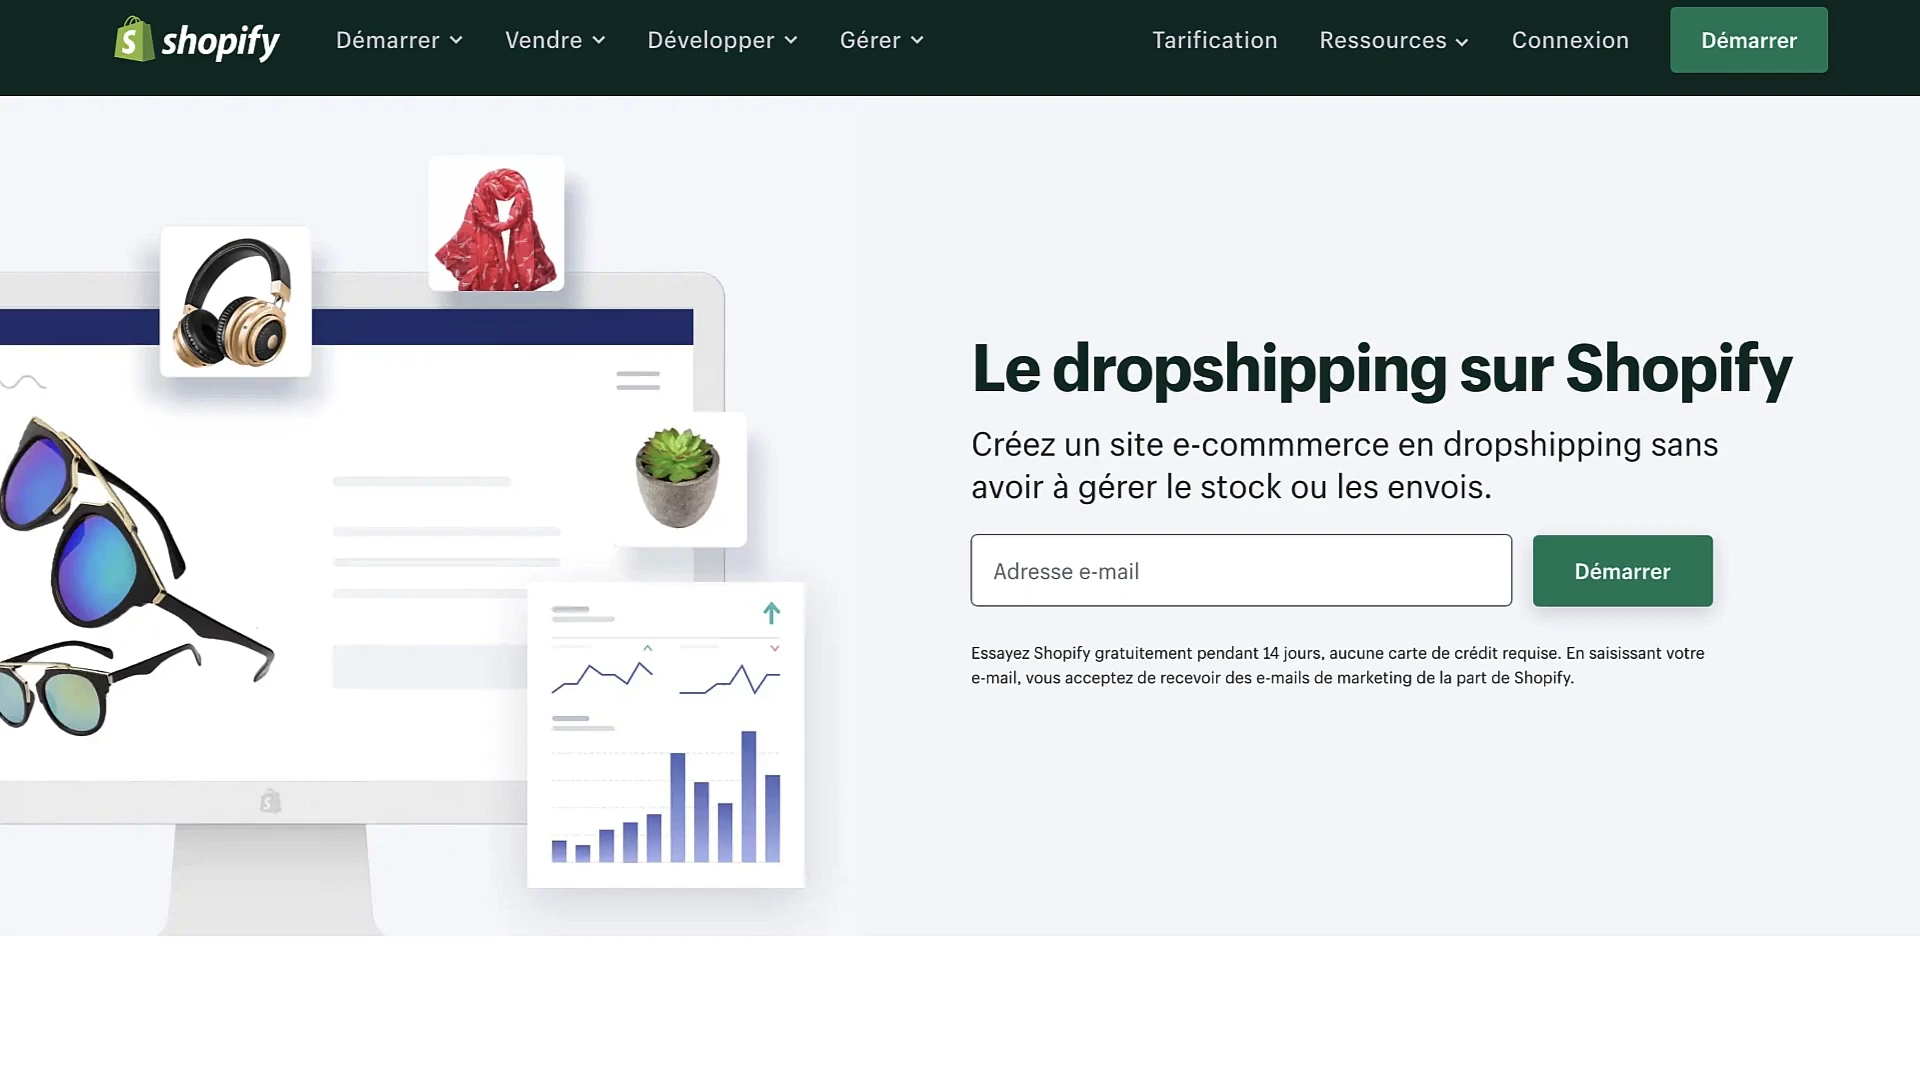 shopify
Démarrer
Vendre
Développer
Gérer
Tarification
Ressources
Connexion
Démarrer
Le dropshipping sur Shopify
Créez un site e-commmerce en dropshipping sans
avoir à gérer le stock ou les envois.
Adresse e-mail
Démarrer
Essayez Shopify gratuitement pendant 14 jours, aucune carte de crédit requise. En saisissant votre
e-mail, vous acceptez de recevoir des e-mails de marketing de la part de Shopify.